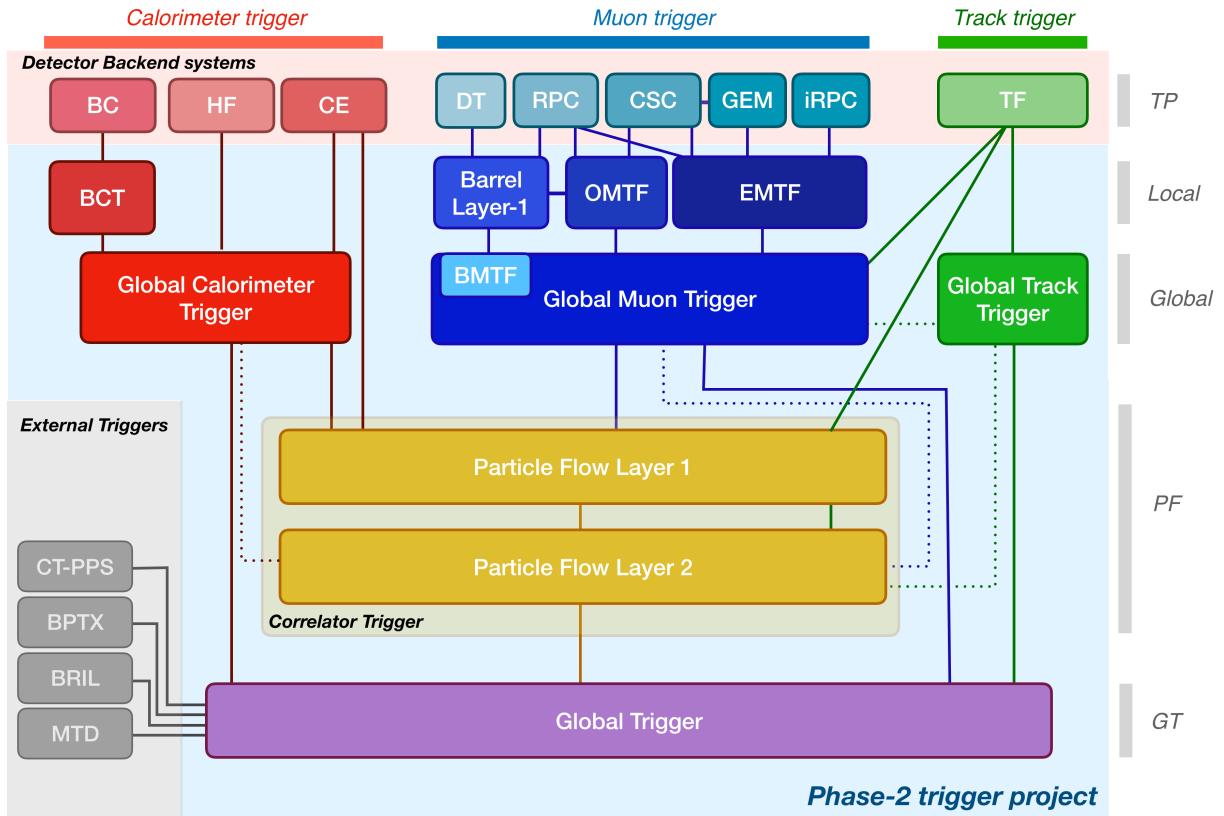 Calorimeter trigger
Muon trigger
Track trigger
Detector Backend systems
BC
HF
CE
DT
RPC
CSC
GEM
iRPC
TF
TP
BCT
Barrel
Layer-1
OMTF
EMTF
Local
Global Calorimeter
Trigger
BMTF
Global Muon Trigger
Global Track
Trigger
Global
External Triggers
Particle Flow Layer 1
PF
Particle Flow Layer 2
Correlator Trigger
CT-PPS
BPTX
BRIL
MTD
Global Trigger
GT
Phase-2 trigger project